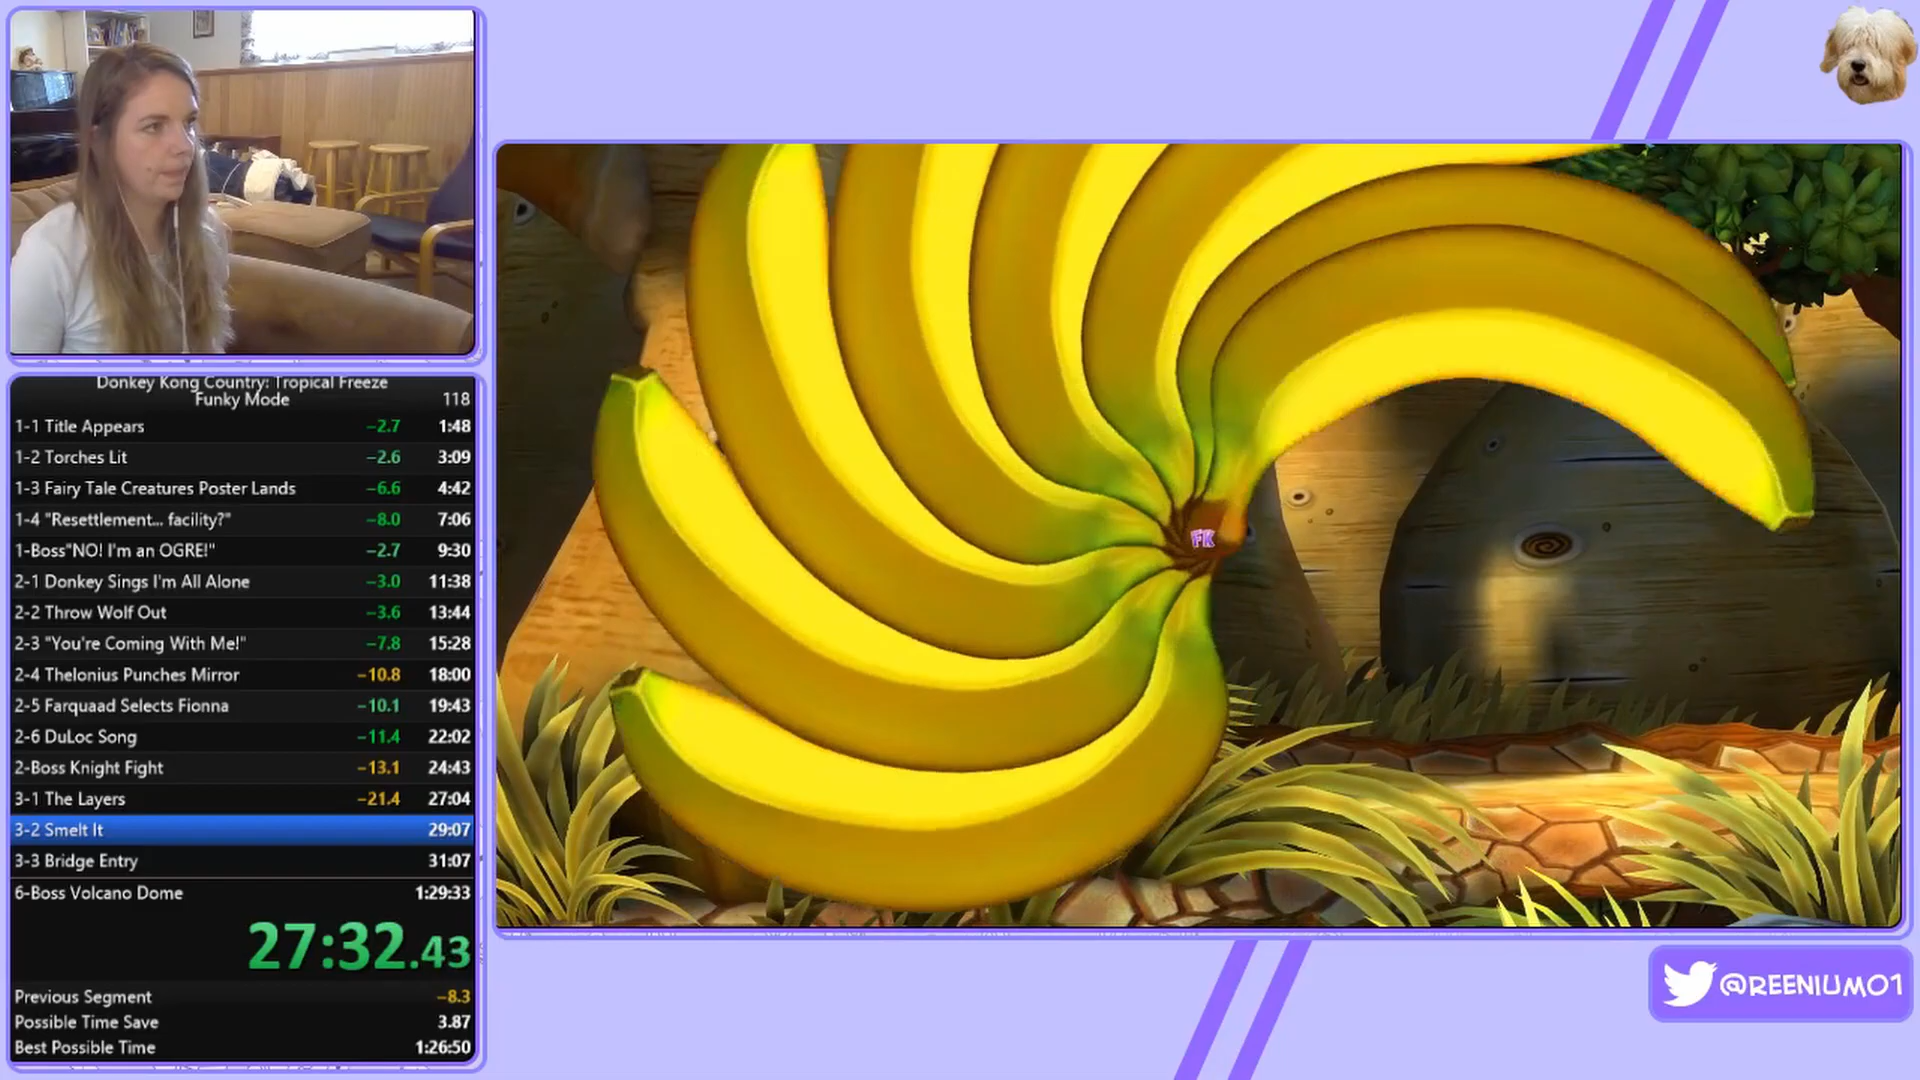 Donkey Kong Country: Tropical Freeze
Funky Mode 118
1-1 Title Appears −2.7 1:48
1-2 Torches Lit −2.6 3:09
1-3 Fairy Tale Creatures Poster Lands −6.6 4:42
1-4 "Resettlement... facility?" −8.0 7:06
1-Boss"NO! I'm an OGRE!" −2.7 9:30
2-1 Donkey Sings I'm All Alone −3.0 11:38
2-2 Throw Wolf Out −3.6 13:44
2-3 "You're Coming With Me!" −7.8 15:28
2-4 Thelonius Punches Mirror −10.8 18:00
2-5 Farquaad Selects Fionna −10.1 19:43
2-6 DuLoc Song −11.4 22:02
2-Boss Knight Fight −13.1 24:43
3-1 The Layers −21.4 27:04
3-2 Smelt It 29:07
3-3 Bridge Entry 31:07
6-Boss Volcano Dome 1:29:33
27:32.43
Previous Segment −8.3
Possible Time Save 3.87
Best Possible Time 1:26:50
FK
@REENIUM01